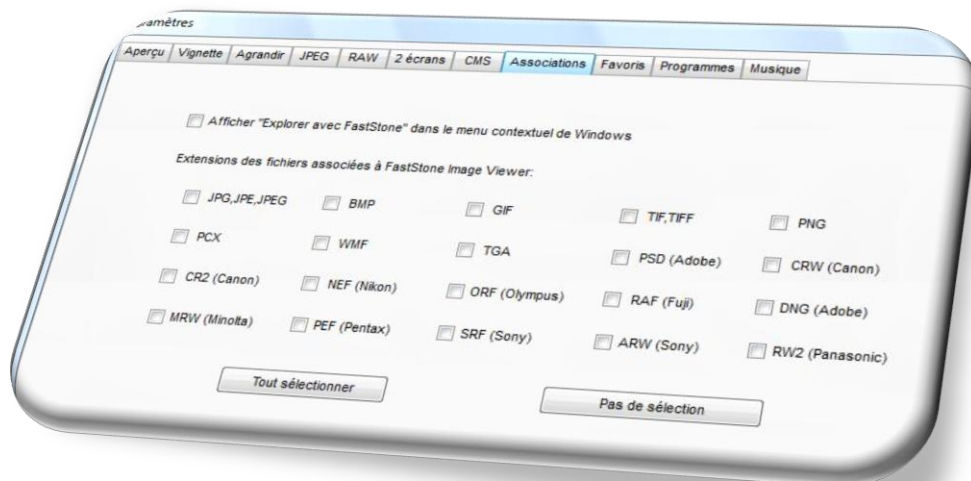 Paramètres
Aperçu Vignette Agrandir JPEG RAW 2 écrans CMS Associations Favoris Programmes Musique
Afficher "Explorer avec FastStone" dans le menu contextuel de Windows
Extensions des fichiers associées à FastStone Image Viewer:
JPG,JPE,JPEG BMP GIF TIF,TIFF PNG
PCX WMF TGA PSD (Adobe) CRW (Canon)
CR2 (Canon) NEF (Nikon) ORF (Olympus) RAF (Fuji) DNG (Adobe)
MRW (Minolta) PEF (Pentax) SRF (Sony) ARW (Sony) RW2 (Panasonic)
Tout sélectionner Pas de sélection